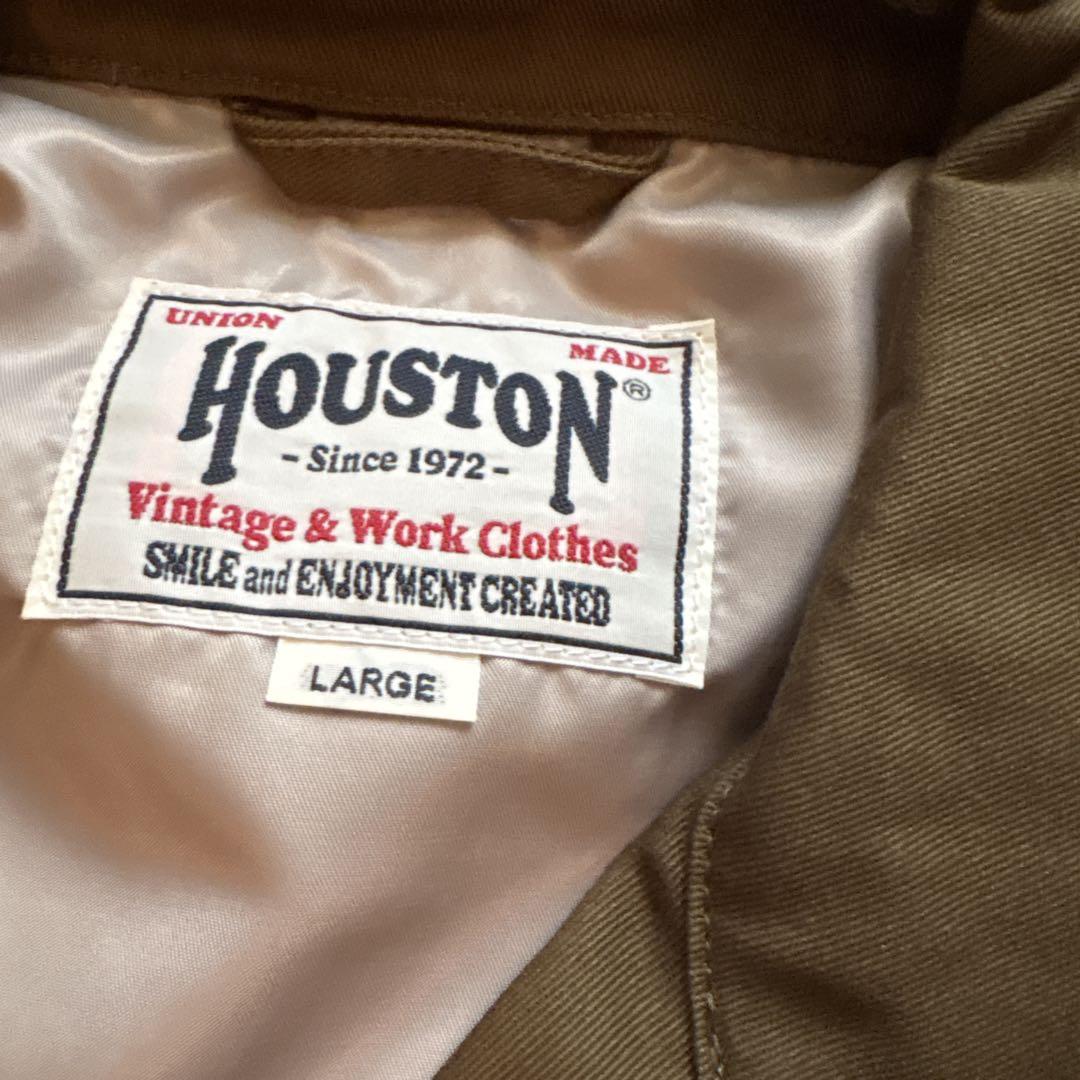 UNION MADE
HOUSTON®
- Since 1972 -
Vintage & Work Clothes
SMILE and ENJOYMENT CREATED
LARGE